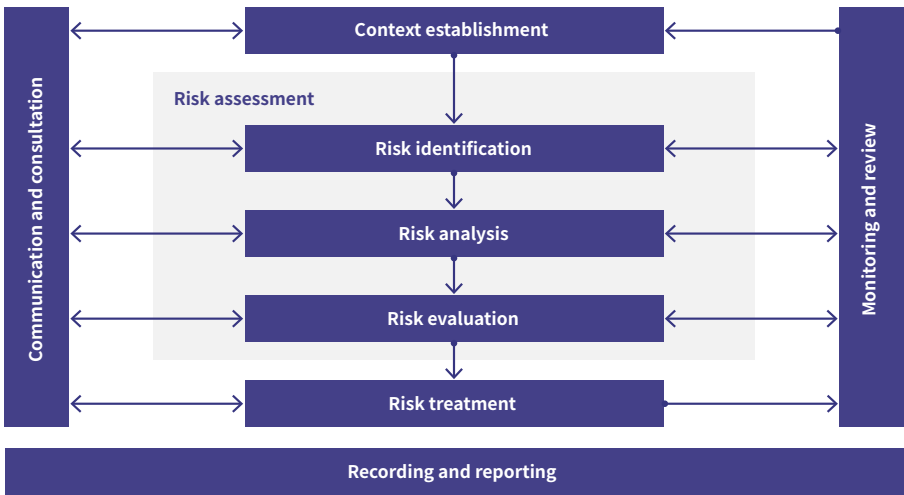 Context establishment
Communication and consultation
Risk assessment
Risk identification
Risk analysis
Risk evaluation
Risk treatment
Monitoring and review
Recording and reporting